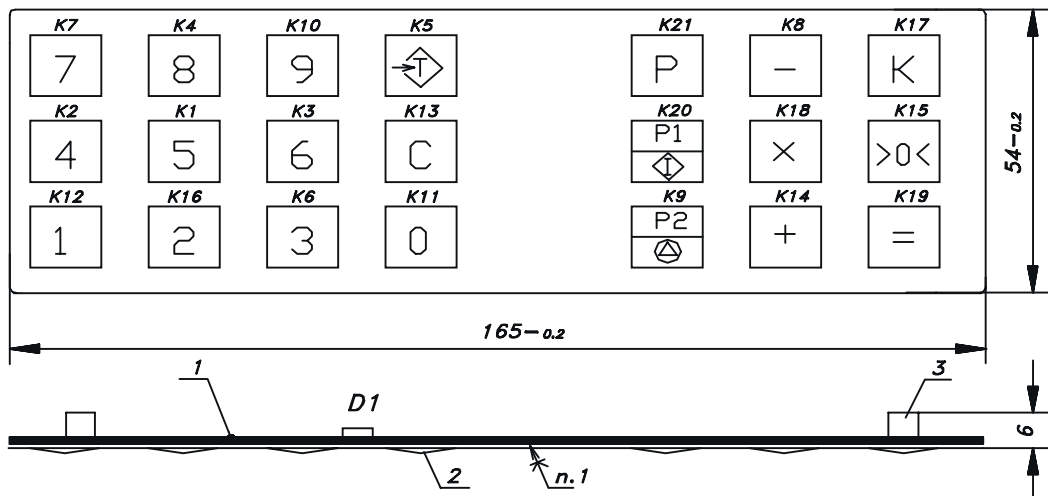 K7 K4 K10 K5 K21 K8 K17
7 8 9 T P - K
K2 K1 K3 K13 K20 K18 K15
4 5 6 C P1 × >0<
I
K12 K16 K6 K11 K9 K14 K19
1 2 3 0 P2 + =
54-0.2
165-0.2
1 D1 3
6
2 п.1